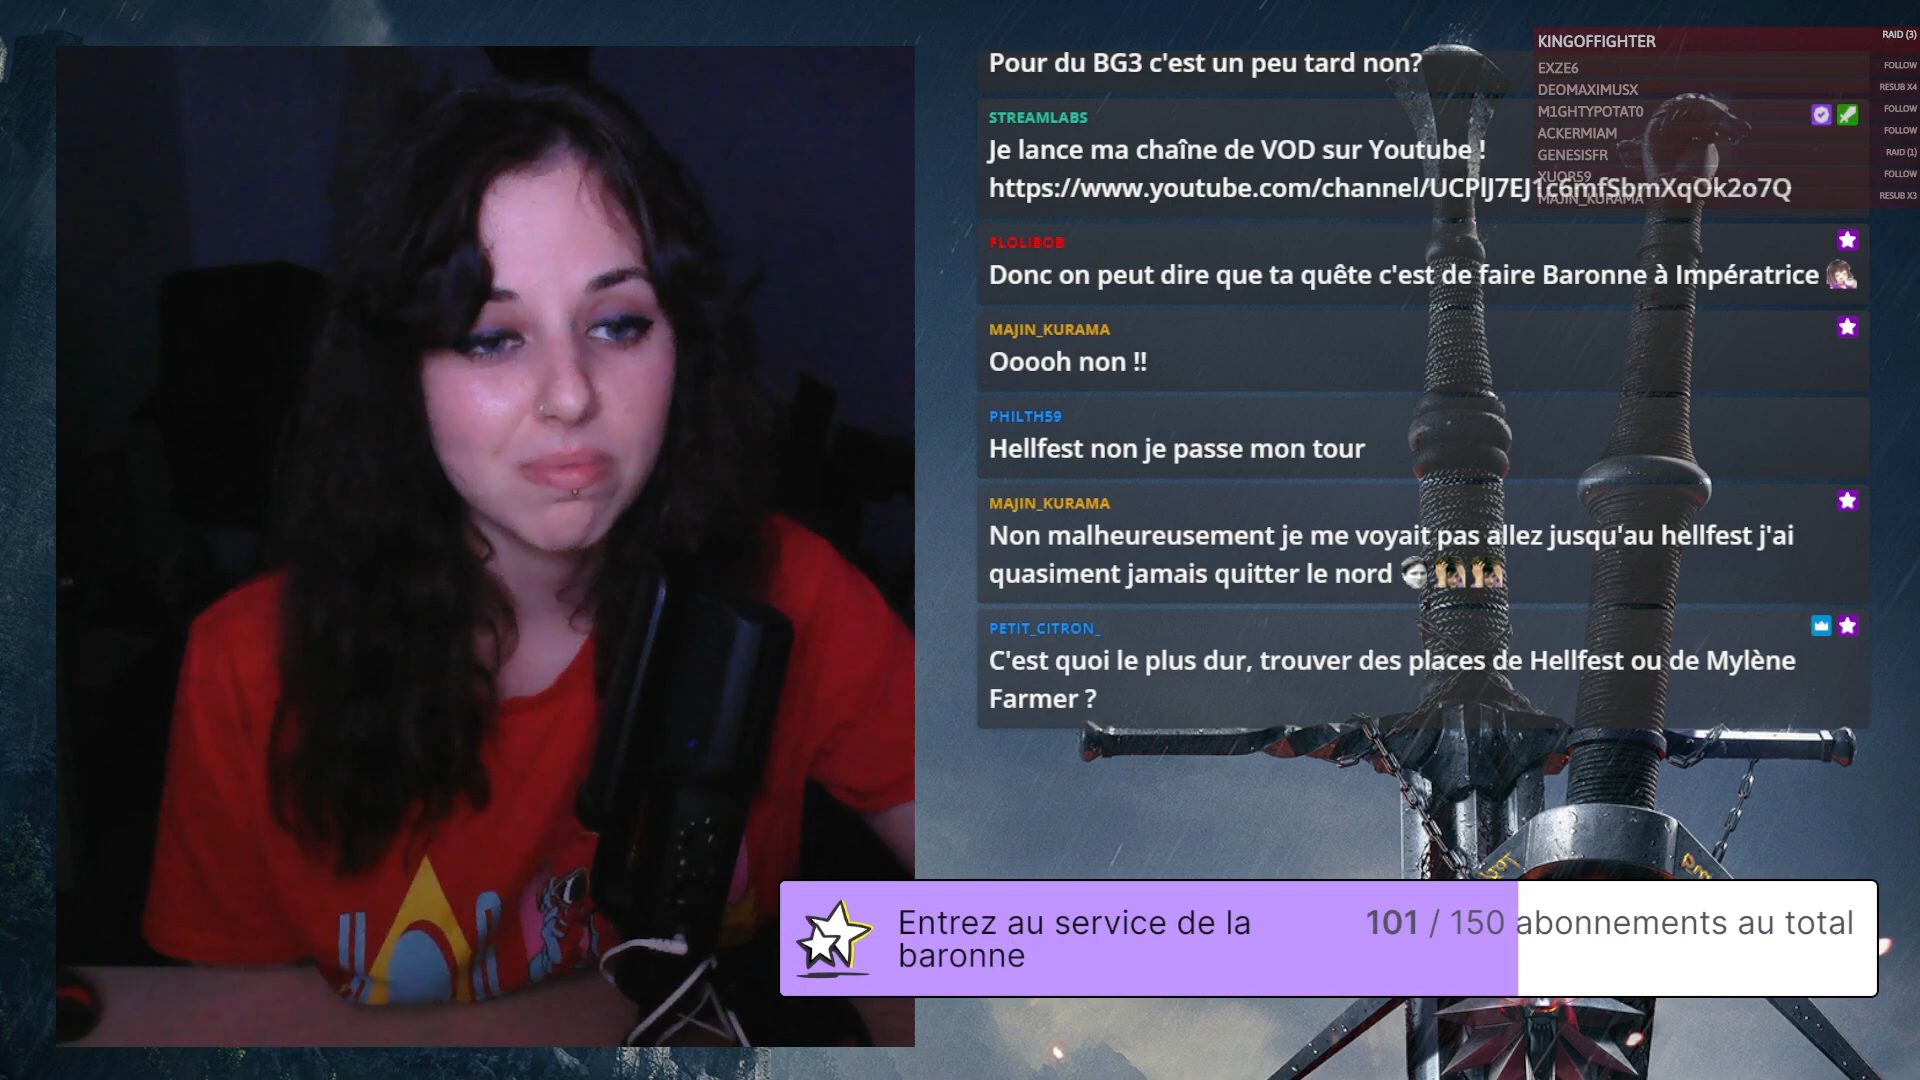 Pour du BG3 c'est un peu tard non?
STREAMLABS
Je lance ma chaîne de VOD sur Youtube !
https://www.youtube.com/channel/UCPlJ7EJ1c6mfSbmXqOk2o7Q
FLOLIBOB
Donc on peut dire que ta quête c'est de faire Baronne à Impératrice
MAJIN_KURAMA
Ooooh non !!
PHILTH59
Hellfest non je passe mon tour
MAJIN_KURAMA
Non malheureusement je me voyait pas allez jusqu'au hellfest j'ai
quasiment jamais quitter le nord
PETIT_CITRON_
C'est quoi le plus dur, trouver des places de Hellfest ou de Mylène
Farmer ?
KINGOFFIGHTER RAID (3)
EXZE6 FOLLOW
DEOMAXIMUSX RESUB X4
M1GHTYPOTAT0 FOLLOW
ACKERMIAM FOLLOW
GENESISFR RAID (1)
XUOR59 FOLLOW
MAJIN_KURAMA RESUB X3
Entrez au service de la
baronne
101 / 150 abonnements au total